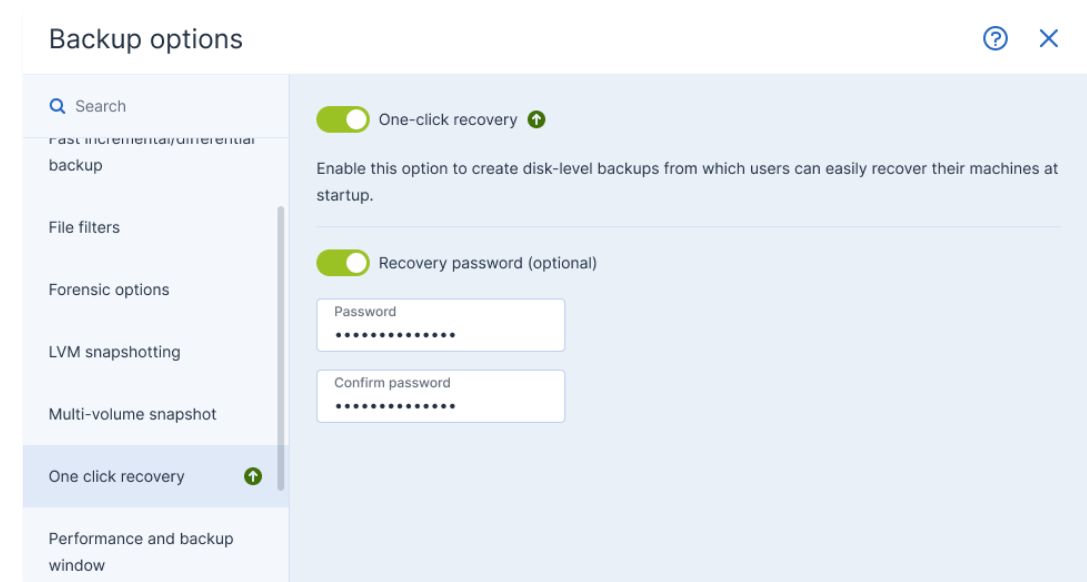 Backup options
Search
Fast incremental/differential
backup
File filters
Forensic options
LVM snapshotting
Multi-volume snapshot
One click recovery
Performance and backup
window
One-click recovery
Enable this option to create disk-level backups from which users can easily recover their machines at
startup.
Recovery password (optional)
Password
••••••••••••••
Confirm password
••••••••••••••